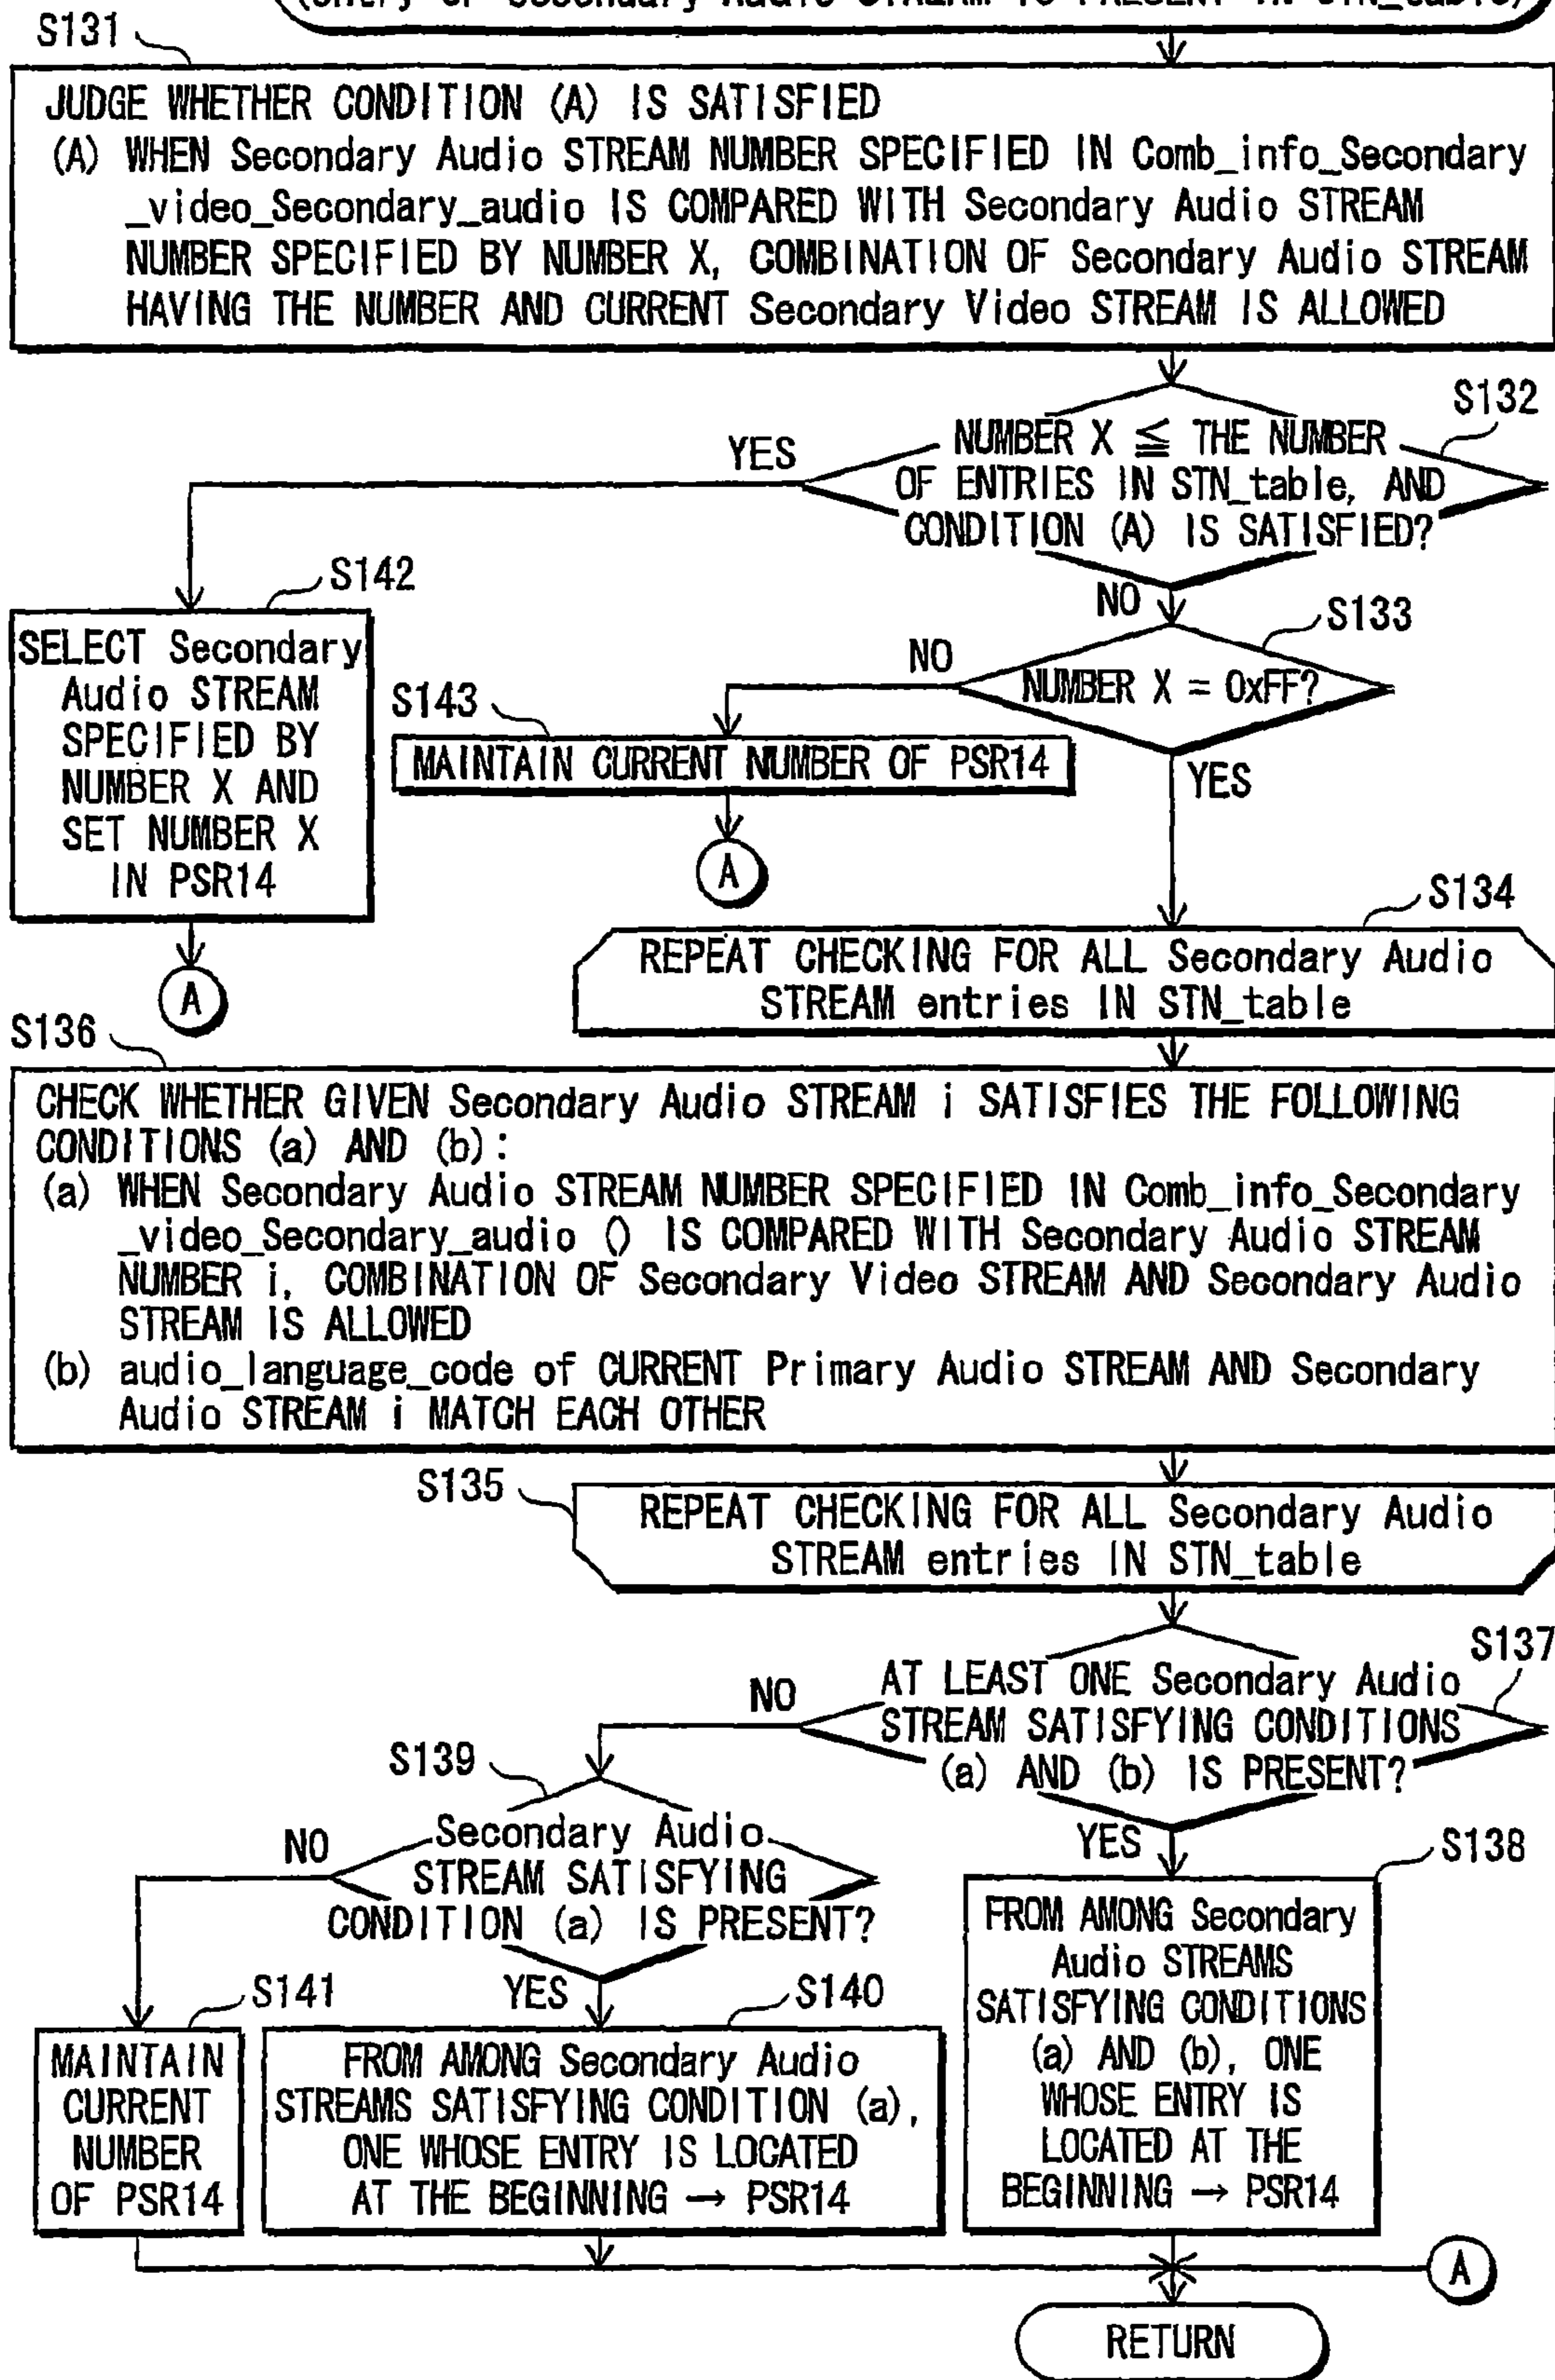 S131
JUDGE WHETHER CONDITION (A) IS SATISFIED
(A) WHEN Secondary Audio STREAM NUMBER SPECIFIED IN Comb_info_Secondary
_video_Secondary_audio IS COMPARED WITH Secondary Audio STREAM
NUMBER SPECIFIED BY NUMBER X, COMBINATION OF Secondary Audio STREAM
HAVING THE NUMBER AND CURRENT Secondary Video STREAM IS ALLOWED
S132
NUMBER X ≦ THE NUMBER
OF ENTRIES IN STN_table, AND
CONDITION (A) IS SATISFIED?
YES
NO
S142
SELECT Secondary
Audio STREAM
SPECIFIED BY
NUMBER X AND
SET NUMBER X
IN PSR14
A
S133
NUMBER X = 0xFF?
NO
YES
S143
MAINTAIN CURRENT NUMBER OF PSR14
A
S134
REPEAT CHECKING FOR ALL Secondary Audio
STREAM entries IN STN_table
S136
CHECK WHETHER GIVEN Secondary Audio STREAM i SATISFIES THE FOLLOWING
CONDITIONS (a) AND (b):
(a) WHEN Secondary Audio STREAM NUMBER SPECIFIED IN Comb_info_Secondary
_video_Secondary_audio () IS COMPARED WITH Secondary Audio STREAM
NUMBER i, COMBINATION OF Secondary Video STREAM AND Secondary Audio
STREAM IS ALLOWED
(b) audio_language_code of CURRENT Primary Audio STREAM AND Secondary
Audio STREAM i MATCH EACH OTHER
S135
REPEAT CHECKING FOR ALL Secondary Audio
STREAM entries IN STN_table
S137
AT LEAST ONE Secondary Audio
STREAM SATISFYING CONDITIONS
(a) AND (b) IS PRESENT?
NO
YES
S139
Secondary Audio
STREAM SATISFYING
CONDITION (a) IS PRESENT?
NO
YES
S138
FROM AMONG Secondary
Audio STREAMS
SATISFYING CONDITIONS
(a) AND (b), ONE
WHOSE ENTRY IS
LOCATED AT THE
BEGINNING → PSR14
S141
MAINTAIN
CURRENT
NUMBER
OF PSR14
S140
FROM AMONG Secondary Audio
STREAMS SATISFYING CONDITION (a),
ONE WHOSE ENTRY IS LOCATED
AT THE BEGINNING → PSR14
A
RETURN